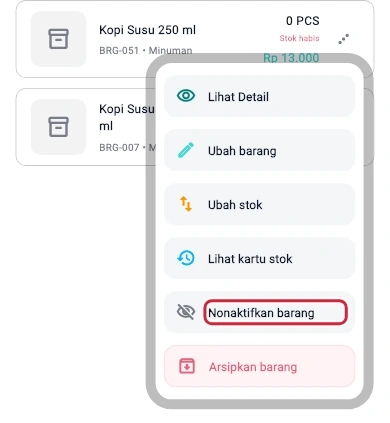 Kopi Susu 250 ml
0 PCS
BRG-051 • Minuman
Stok habis
Rp 13.000
Kopi Susu
ml
BRG-007 • M
Lihat Detail
Ubah barang
Ubah stok
Lihat kartu stok
Nonaktifkan barang
Arsipkan barang